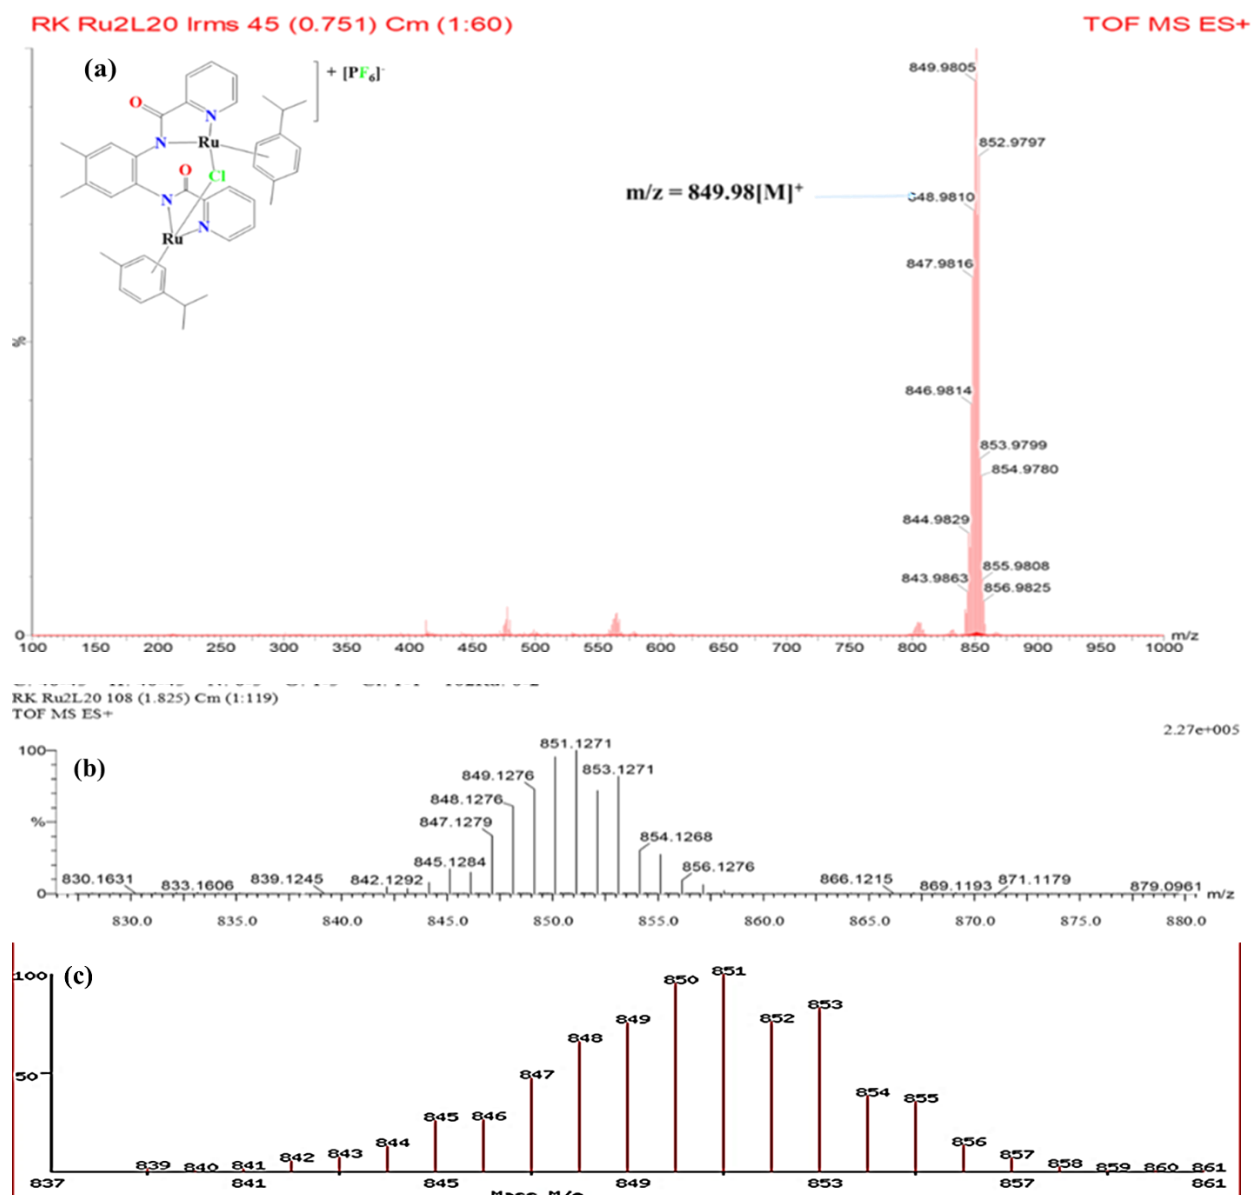 RK Ru2L20 lrms 45 (0.751) Cm (1:60)
TOF MS ES+
(a)
+ [PF6]-
O
N
N
Ru
O
Cl
N
N
Ru
m/z = 849.98[M]+
849.9805
852.9797
848.9810
847.9816
846.9814
853.9799
854.9780
844.9829
843.9863
855.9808
856.9825
%
0
100 150 200 250 300 350 400 450 500 550 600 650 700 750 800 850 900 950 1000 m/z
RK Ru2L20 108 (1.825) Cm (1:119)
TOF MS ES+
2.27e+005
(b)
100
%
0
851.1271
849.1276
853.1271
848.1276
847.1279
854.1268
845.1284
856.1276
830.1631
833.1606
839.1245
842.1292
866.1215
869.1193
871.1179
879.0961
m/z
830.0 835.0 840.0 845.0 850.0 855.0 860.0 865.0 870.0 875.0 880.0
(c)
100
50
839 840 841 842 843 844 845 846 847 848 849 850 851 852 853 854 855 856 857 858 859 860 861
837 841 845 849 853 857 861